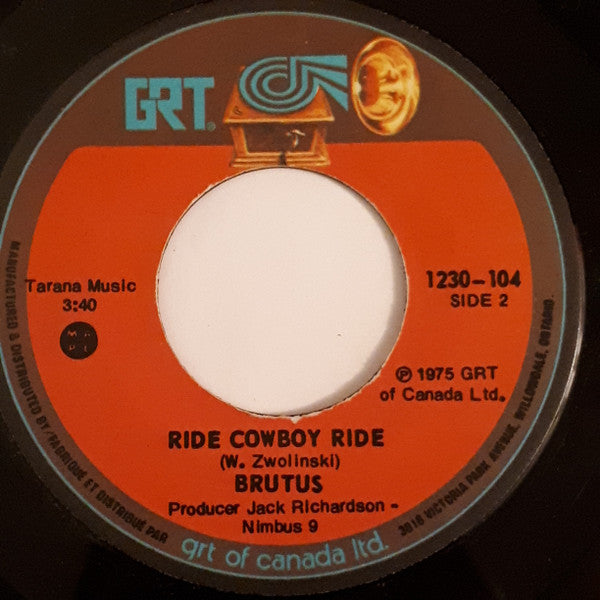 GRT®
Tarana Music
3:40
M A
P L
1230-104
SIDE 2
℗ 1975 GRT
of Canada Ltd.
RIDE COWBOY RIDE
(W. Zwolinski)
BRUTUS
Producer Jack Richardson -
Nimbus 9
MANUFACTURED & DISTRIBUTED BY/FABRIQUÉ ET DISTRIBUÉ PAR
grt of canada ltd.
3816 VICTORIA PARK AVENUE, WILLOWDALE, ONTARIO.